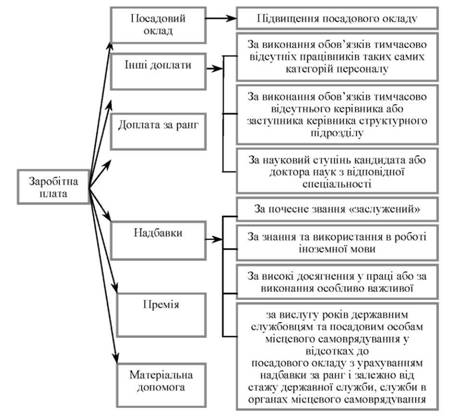 Посадовий
оклад
Підвищення посадового окладу
Інші доплати
За виконання обов’язків тимчасово
відсутніх працівників таких самих
категорій персоналу
За виконання обов’язків тимчасово
відсутнього керівника або
заступника керівника структурного
підрозділу
За науковий ступінь кандидата або
доктора наук з відповідної
спеціальності
Доплата за ранг
Заробітна
плата
Надбавки
За почесне звання «заслужений»
За знання та використання в роботі
іноземної мови
За високі досягнення у праці або за
виконання особливо важливої
за вислугу років державним
службовцям та посадовим особам
місцевого самоврядування у
відсотках до
посадового окладу з урахуванням
надбавки за ранг і залежно від
стажу державної служби, служби в
органах місцевого самоврядування
Премія
Матеріальна
допомога